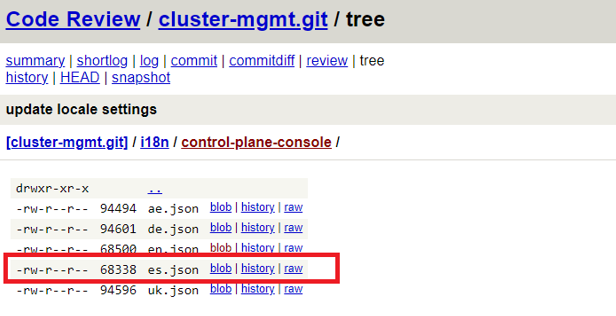 Code Review / cluster-mgmt.git / tree
summary | shortlog | log | commit | commitdiff | review | tree
history | HEAD | snapshot
update locale settings
[cluster-mgmt.git] / i18n / control-plane-console /
drwxr-xr-x ..
-rw-r--r-- 94494 ae.json blob | history | raw
-rw-r--r-- 94601 de.json blob | history | raw
-rw-r--r-- 68500 en.json blob | history | raw
-rw-r--r-- 68338 es.json blob | history | raw
-rw-r--r-- 94596 uk.json blob | history | raw